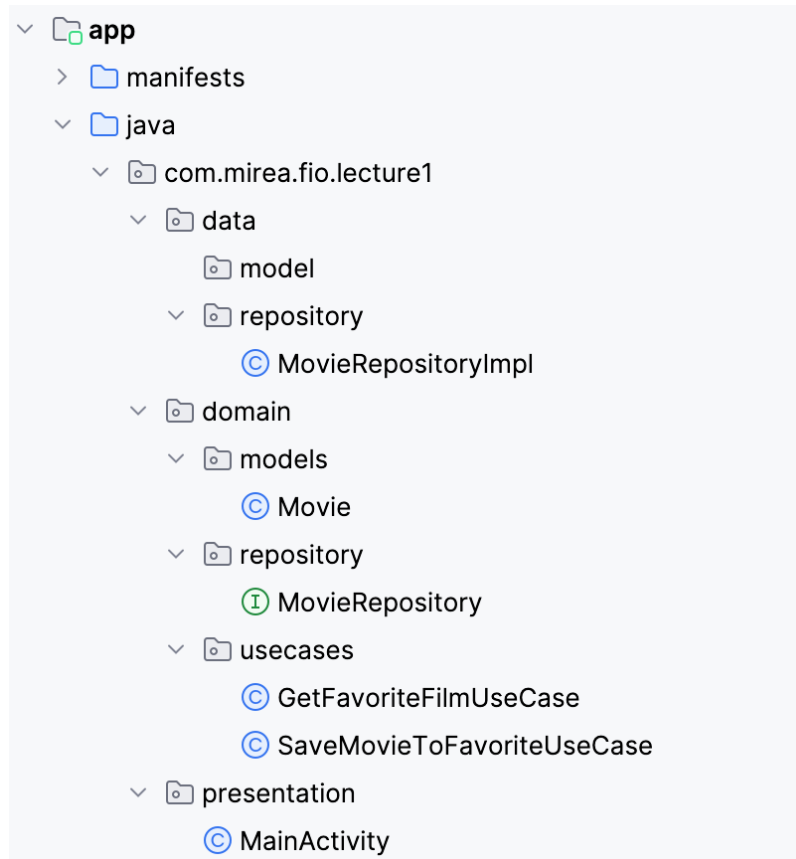 app
manifests
java
com.mirea.fio.lecture1
data
model
repository
C MovieRepositoryImpl
domain
models
C Movie
repository
I MovieRepository
usecases
C GetFavoriteFilmUseCase
C SaveMovieToFavoriteUseCase
presentation
C MainActivity